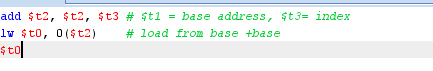 add $t2, $t2, $t3 # $t1 = base address, $t3= index
lw $t0, 0($t2) # load from base +base
$t0